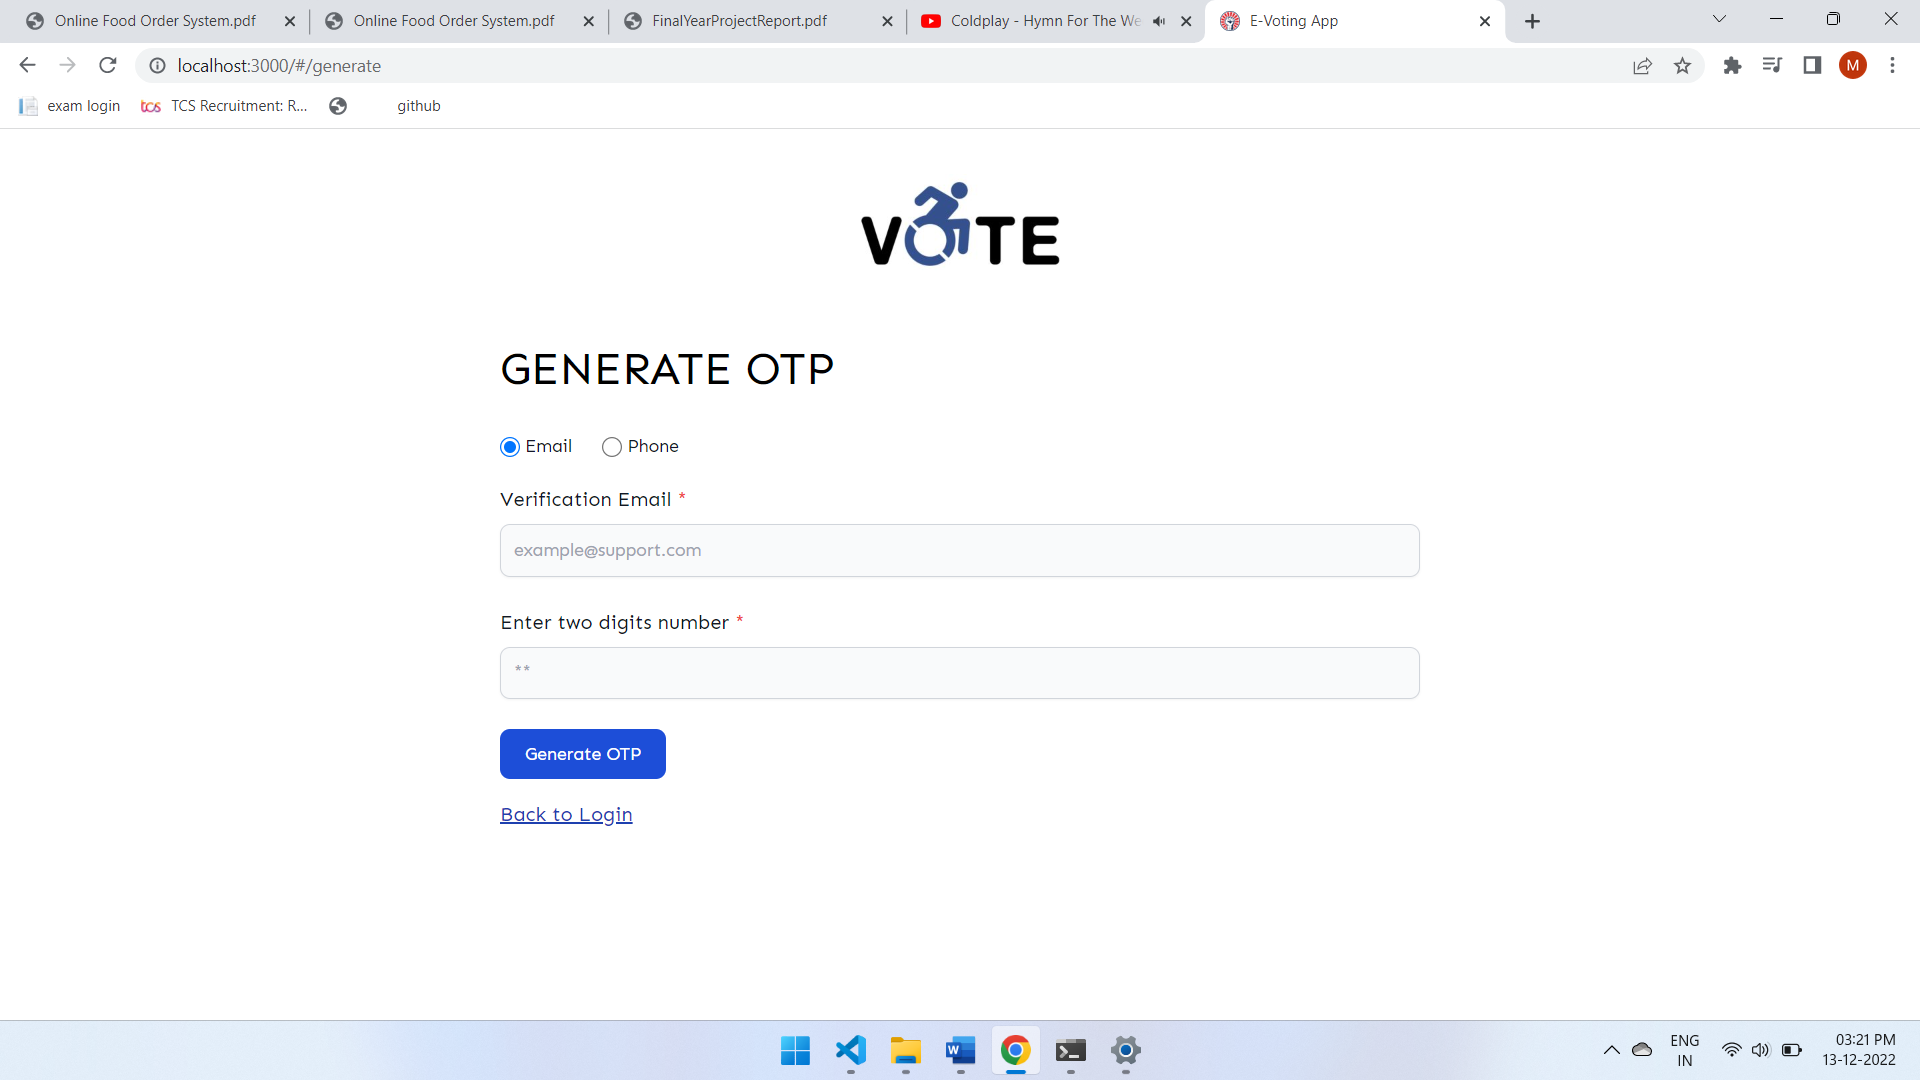 Online Food Order System.pdf
Online Food Order System.pdf
FinalYearProjectReport.pdf
Coldplay - Hymn For The We
E-Voting App
localhost:3000/#/generate
M
exam login
tcs TCS Recruitment: R...
github
VOTE
GENERATE OTP
Email
Phone
Verification Email *
example@support.com
Enter two digits number *
**
Generate OTP
Back to Login
W
ENG
IN
03:21 PM
13-12-2022